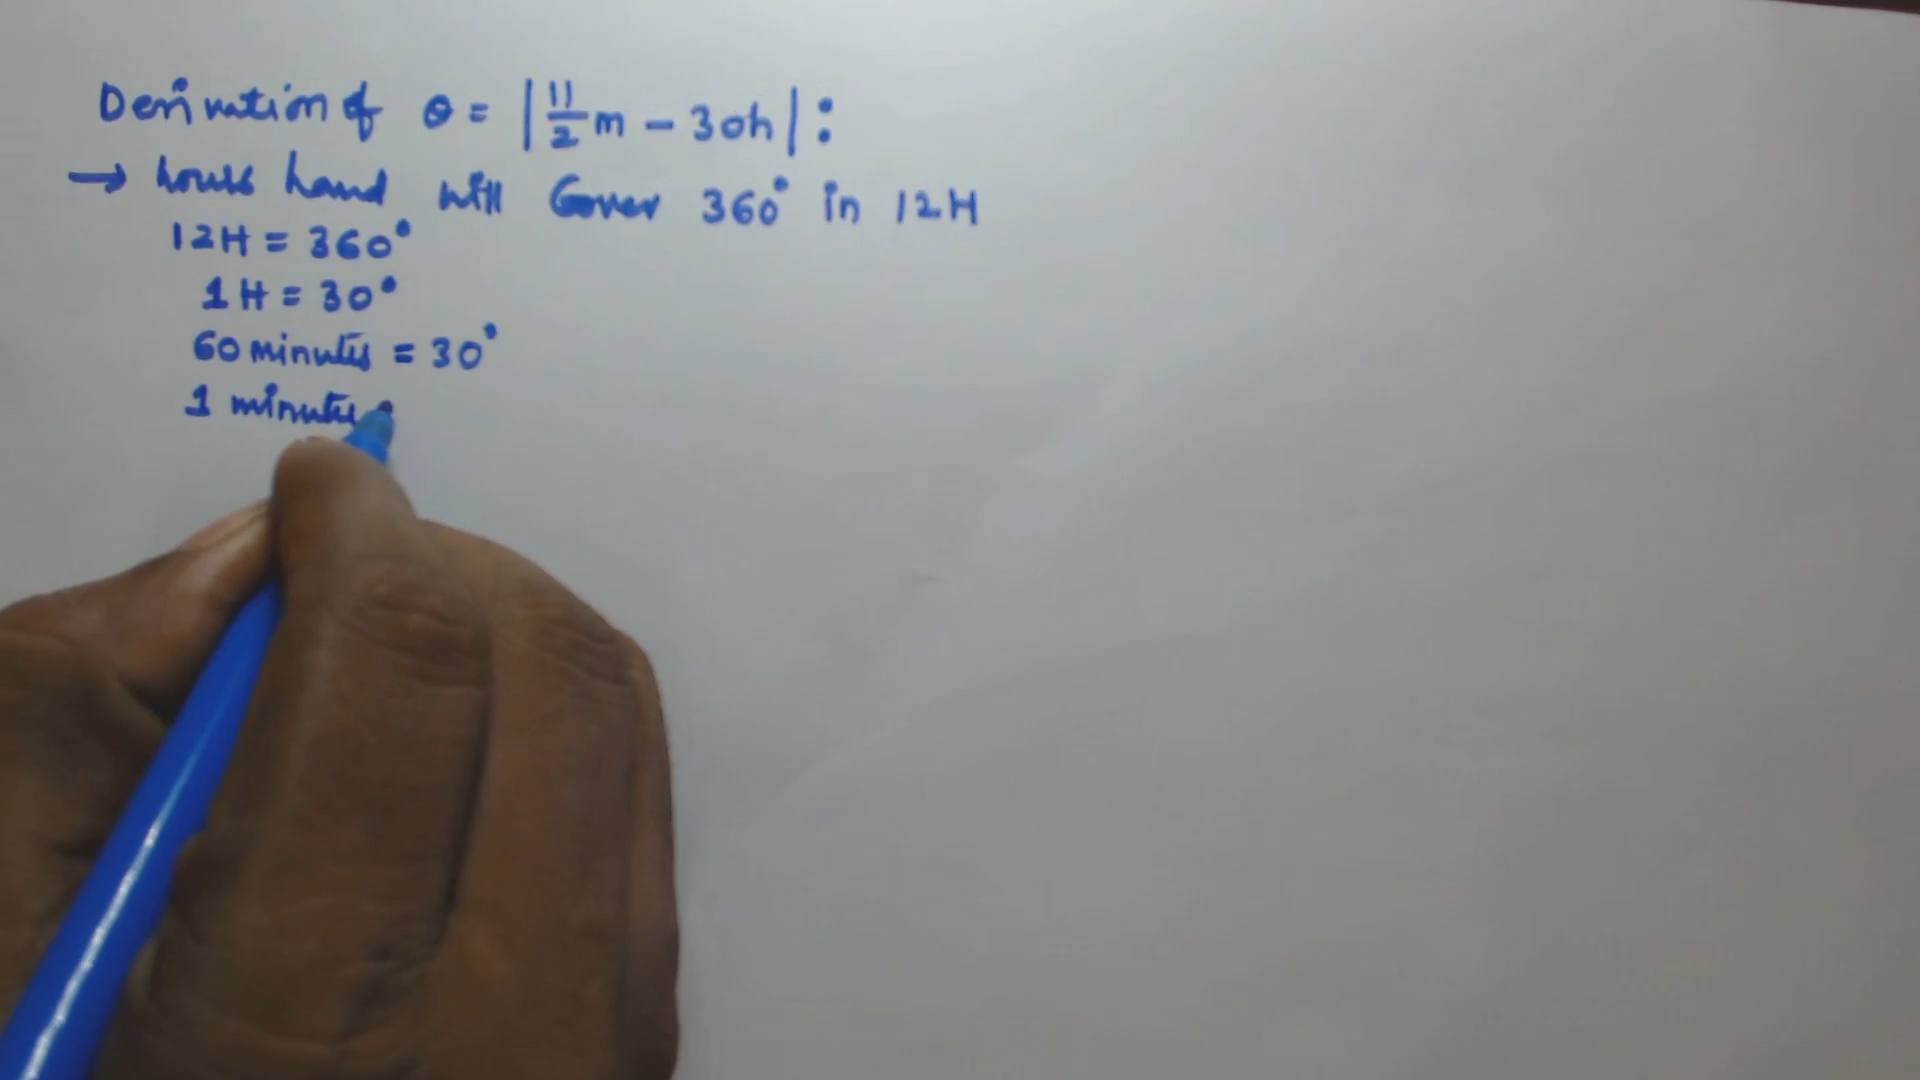 Derivation of θ = |11/2 m - 30h| :
→ hours hand will Cover 360° in 12H
12H = 360°
1H = 30°
60 minutes = 30°
1 minute